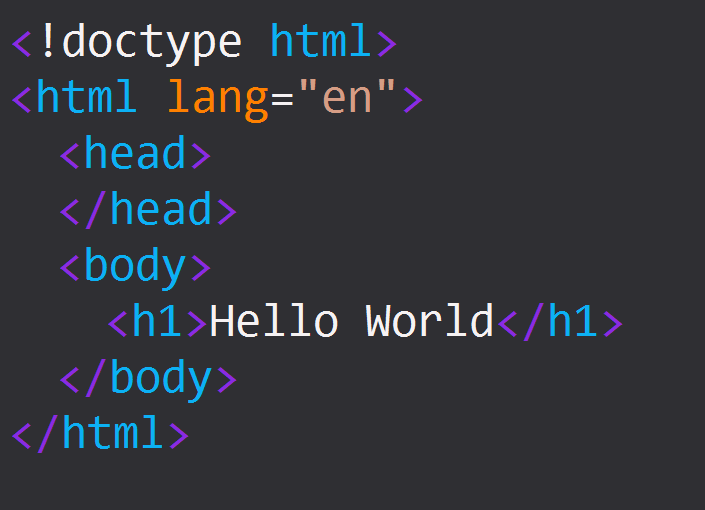 <!doctype html>
<html lang="en">
  <head>
  </head>
  <body>
    <h1>Hello World</h1>
  </body>
</html>